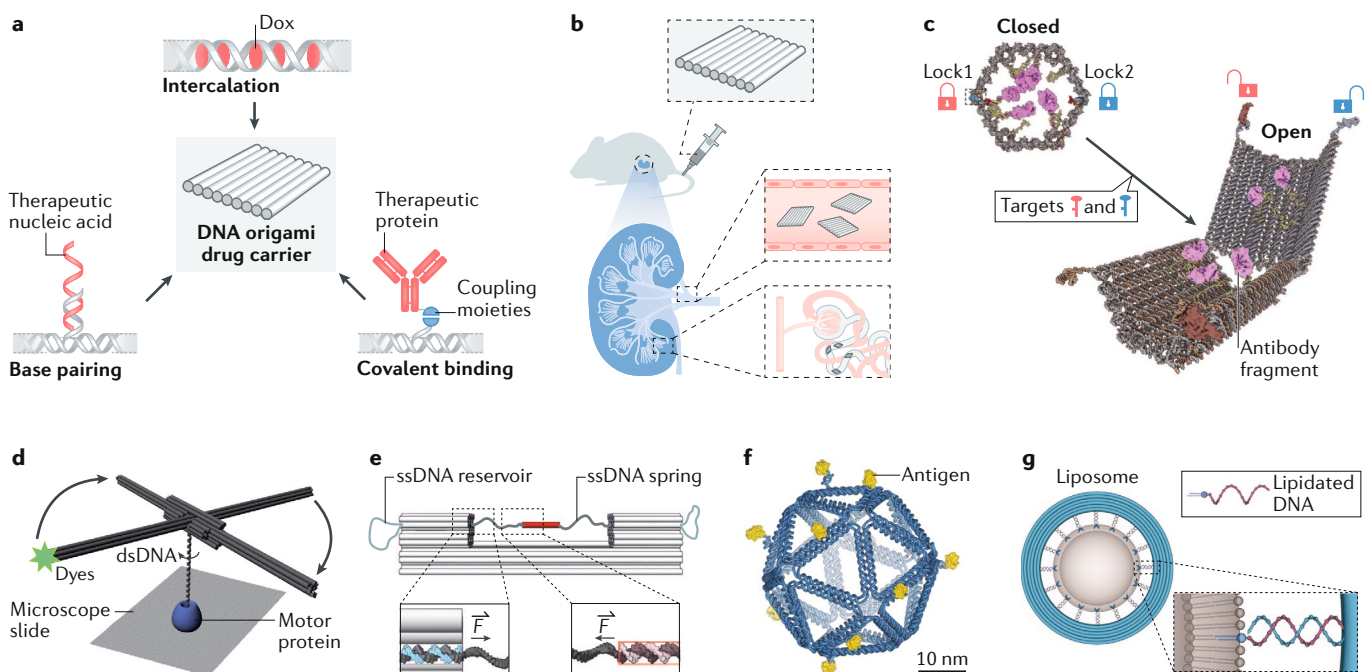 a
Dox
Intercalation
DNA origami
drug carrier
Therapeutic
nucleic acid
Base pairing
Therapeutic
protein
Coupling
moieties
Covalent binding
b
c
Closed
Lock1
Lock2
Open
Targets and
Antibody
fragment
d
Dyes
dsDNA
Microscope
slide
Motor
protein
e
ssDNA reservoir
ssDNA spring
F
F
f
Antigen
10 nm
g
Liposome
Lipidated
DNA